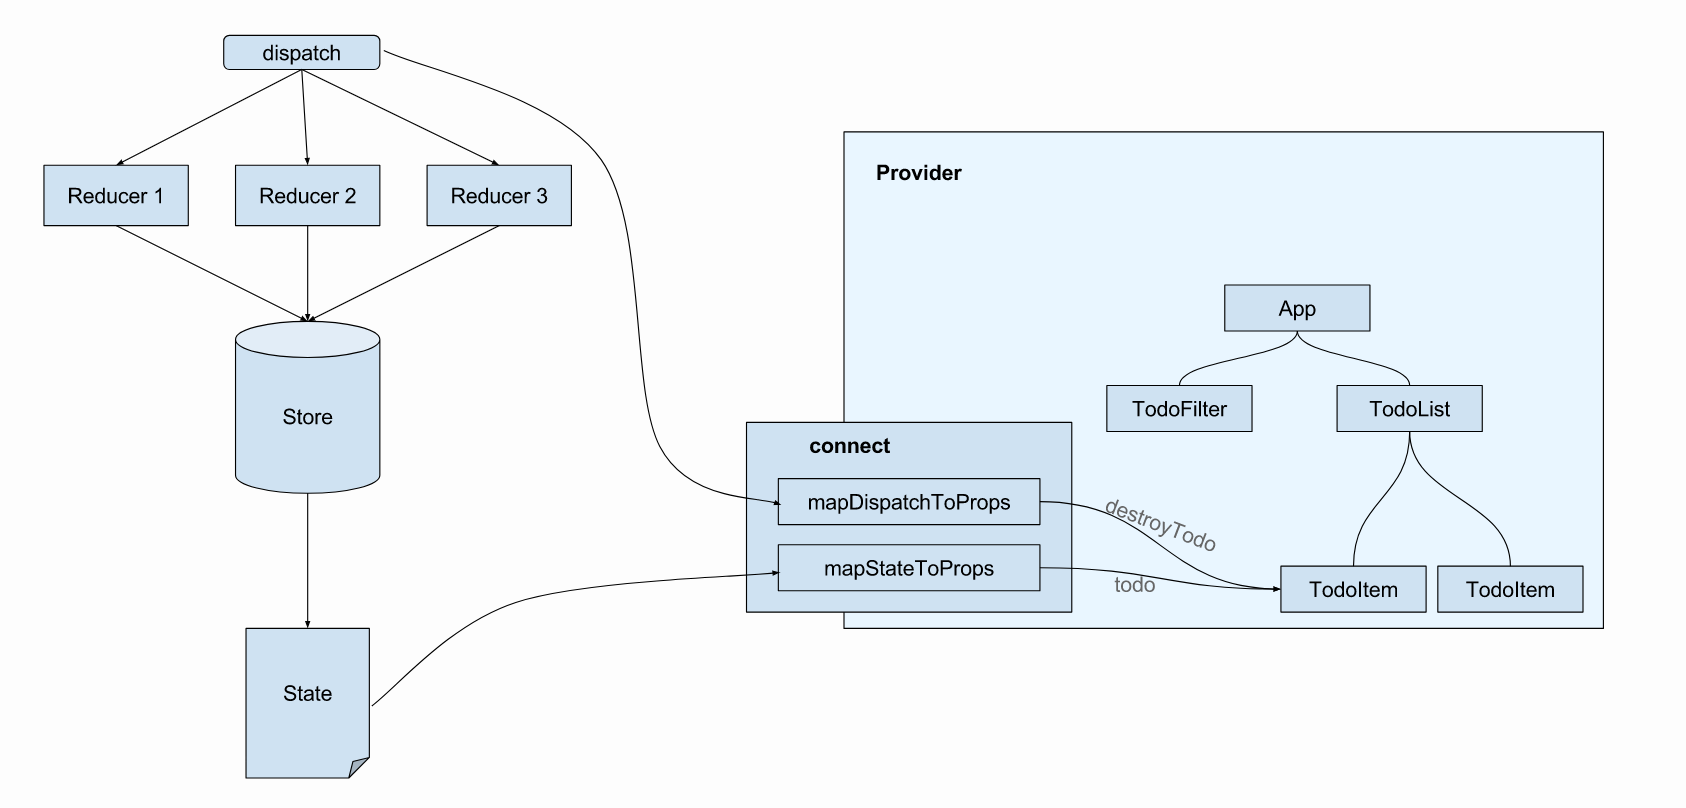 dispatch
Reducer 1
Reducer 2
Reducer 3
Store
State
Provider
App
TodoFilter
TodoList
connect
mapDispatchToProps
mapStateToProps
destroyTodo
todo
TodoItem
TodoItem